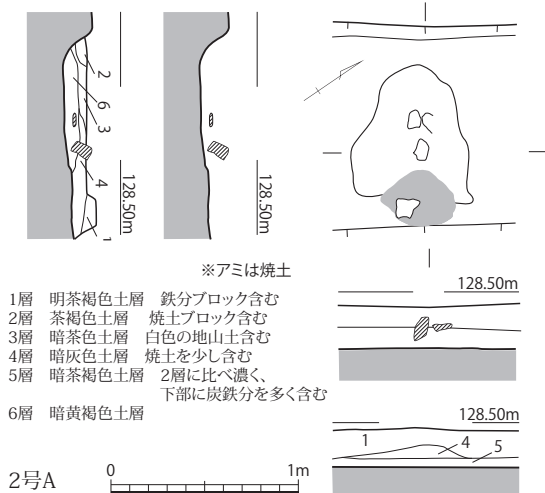 2
6
3
4
1
128.50m
128.50m
※アミは焼土
1層 明茶褐色土層 鉄分ブロック含む
2層 茶褐色土層 焼土ブロック含む
3層 暗茶色土層 白色の地山土含む
4層 暗灰色土層 焼土を少し含む
5層 暗茶褐色土層 2層に比べ濃く、
下部に炭鉄分を多く含む
6層 暗黄褐色土層
128.50m
128.50m
1
4
5
2号A
0 1m